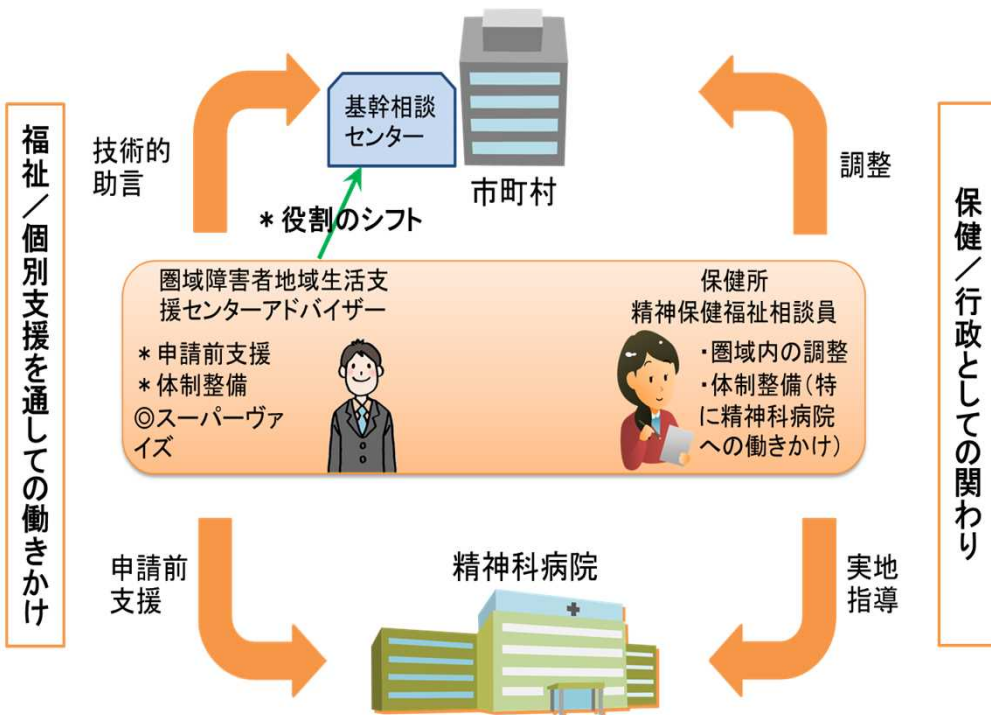 基幹相談
センター
市町村
技術的
助言
調整
＊役割のシフト
福祉／個別支援を通しての働きかけ
保健／行政としての関わり
圏域障害者地域生活支
援センターアドバイザー
＊申請前支援
＊体制整備
◎スーパーヴァ
イズ
保健所
精神保健福祉相談員
・圏域内の調整
・体制整備（特
に精神科病院
への働きかけ）
申請前
支援
精神科病院
実地
指導